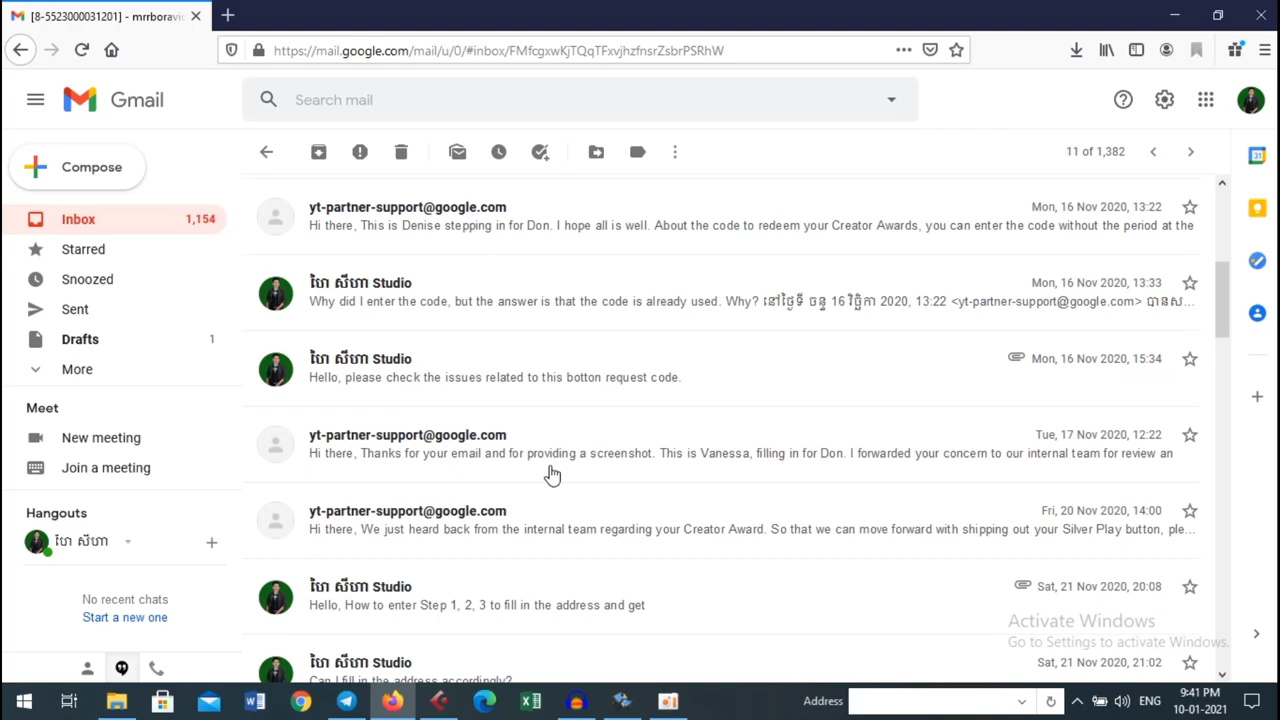 [8-5523000031201] - mrrboravis
https://mail.google.com/mail/u/0/#inbox/FMfcgxwKjTQqTFxvjhzfnsrZsbrPSRhW
Gmail
Search mail
Compose
11 of 1,382
Inbox 1,154
Starred
Snoozed
Sent
Drafts 1
More
Meet
New meeting
Join a meeting
Hangouts
ហៃ សីហា
No recent chats
Start a new one
yt-partner-support@google.com Mon, 16 Nov 2020, 13:22
Hi there, This is Denise stepping in for Don. I hope all is well. About the code to redeem your Creator Awards, you can enter the code without the period at the
ហៃ សីហា Studio Mon, 16 Nov 2020, 13:33
Why did I enter the code, but the answer is that the code is already used. Why? នៅថ្ងៃទី ចន្ទ 16 វិច្ឆិកា 2020, 13:22 <yt-partner-support@google.com> បានស...
ហៃ សីហា Studio Mon, 16 Nov 2020, 15:34
Hello, please check the issues related to this botton request code.
yt-partner-support@google.com Tue, 17 Nov 2020, 12:22
Hi there, Thanks for your email and for providing a screenshot. This is Vanessa, filling in for Don. I forwarded your concern to our internal team for review an
yt-partner-support@google.com Fri, 20 Nov 2020, 14:00
Hi there, We just heard back from the internal team regarding your Creator Award. So that we can move forward with shipping out your Silver Play button, ple...
ហៃ សីហា Studio Sat, 21 Nov 2020, 20:08
Hello, How to enter Step 1, 2, 3 to fill in the address and get
ហៃ សីហា Studio Sat, 21 Nov 2020, 21:02
Can I fill in the address accordingly?
31
Activate Windows
Go to Settings to activate Windows.
Address
ENG
9:41 PM
10-01-2021